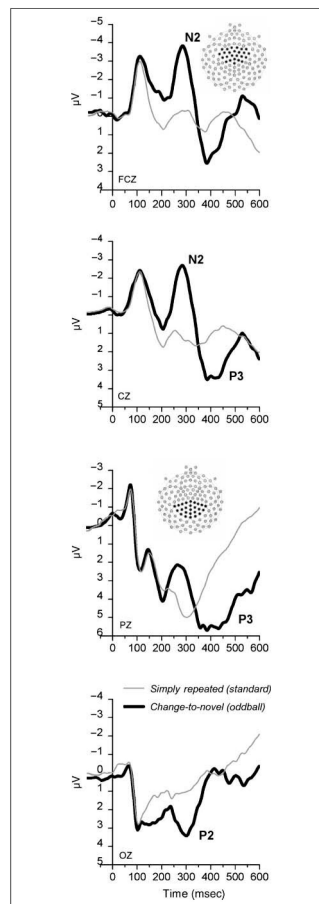 −5
−4
N2
−3
−2
−1
µV
0
1
2
3
FCZ
4
0 100 200 300 400 500 600
−4
−3
N2
−2
−1
0
µV
1
2
3
P3
4
CZ
5
0 100 200 300 400 500 600
−3
−2
−1
0
1
µV
2
3
4
5
P3
PZ
6
0 100 200 300 400 500 600
−4
Simply repeated (standard)
−3
Change-to-novel (oddball)
−2
−1
0
µV
1
2
3
P2
4
OZ
5
0 100 200 300 400 500 600
Time (msec)